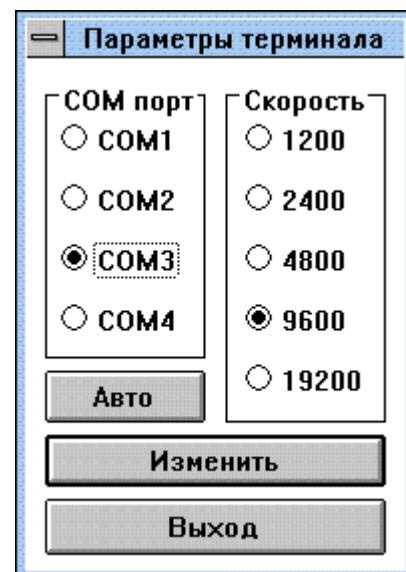 Параметры терминала
COM порт
COM1
COM2
COM3
COM4
Скорость
1200
2400
4800
9600
19200
Авто
Изменить
Выход